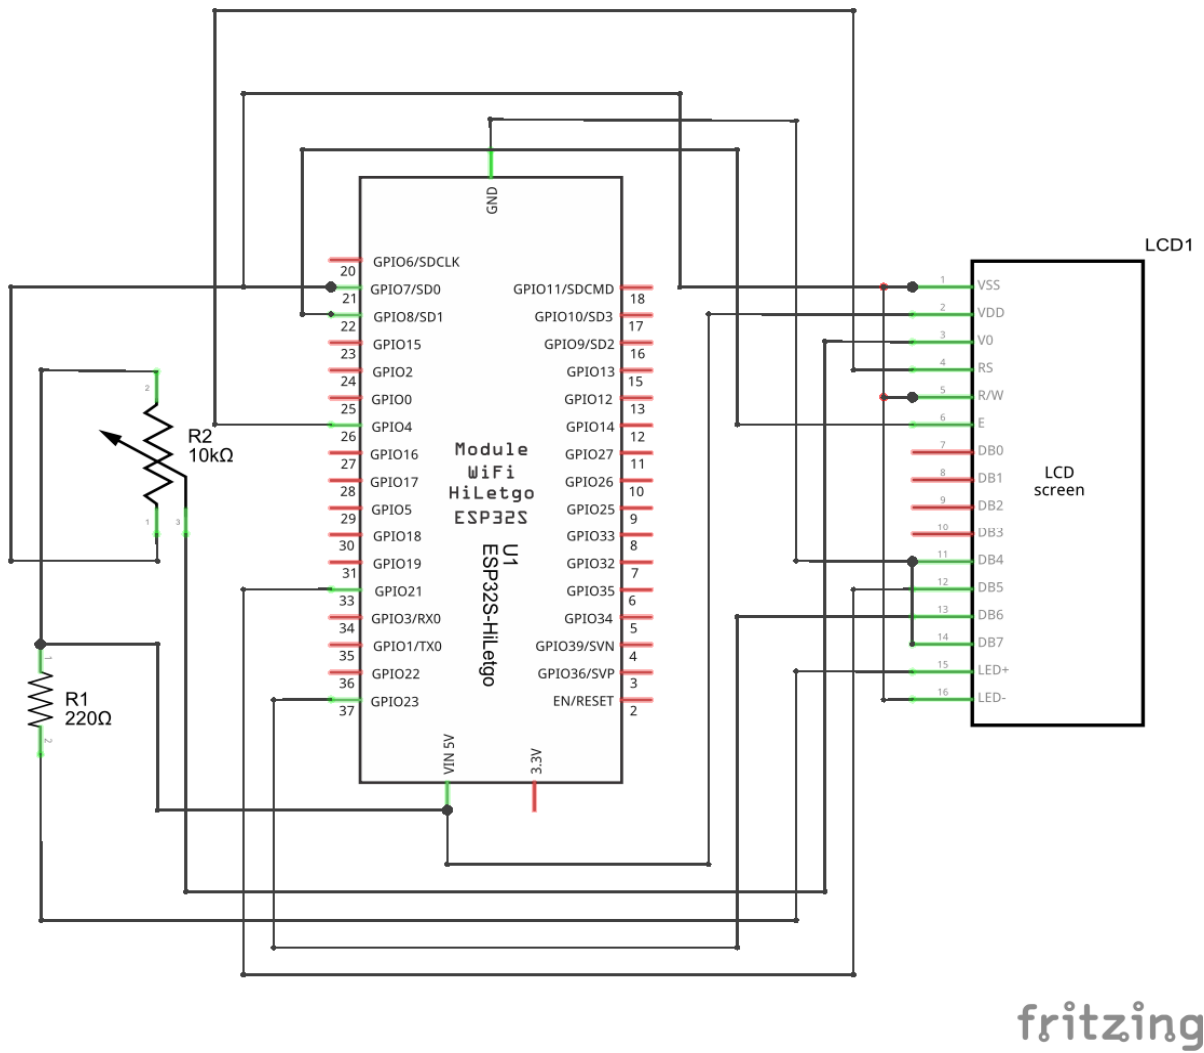 LCD1
GND
GPIO6/SDCLK
20
GPIO7/SD0
21
GPIO8/SD1
22
GPIO15
23
GPIO2
24
GPIO0
25
GPIO4
26
GPIO16
27
GPIO17
28
GPIO5
29
GPIO18
30
GPIO19
31
GPIO21
33
GPIO3/RX0
34
GPIO1/TX0
35
GPIO22
36
GPIO23
37
GPIO11/SDCMD
18
GPIO10/SD3
17
GPIO9/SD2
16
GPIO13
15
GPIO12
13
GPIO14
12
GPIO27
11
GPIO26
10
GPIO25
9
GPIO33
8
GPIO32
7
GPIO35
6
GPIO34
5
GPIO39/SVN
4
GPIO36/SVP
3
EN/RESET
2
Module
WiFi
HiLetgo
ESP32S
U1
ESP32S-HiLetgo
VIN 5V
3.3V
2
R2
10kΩ
1
3
1
R1
220Ω
2
1 VSS
2 VDD
3 V0
4 RS
5 R/W
6 E
7 DB0
8 DB1
9 DB2
10 DB3
11 DB4
12 DB5
13 DB6
14 DB7
15 LED+
16 LED-
LCD
screen
fritzing